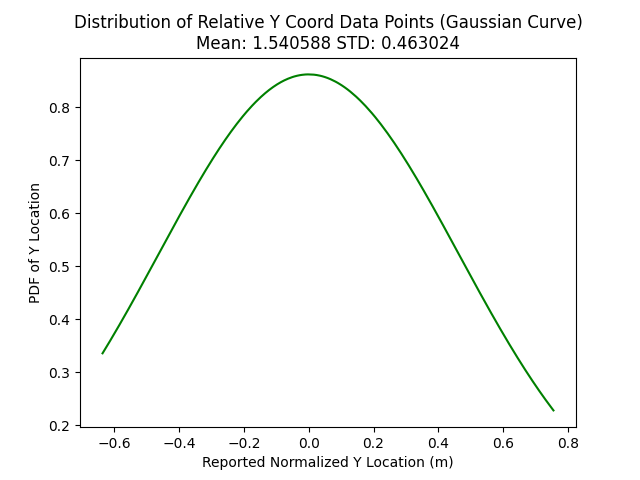 Distribution of Relative Y Coord Data Points (Gaussian Curve)
Mean: 1.540588 STD: 0.463024
0.8
0.7
0.6
0.5
0.4
0.3
0.2
PDF of Y Location
−0.6 −0.4 −0.2 0.0 0.2 0.4 0.6 0.8
Reported Normalized Y Location (m)